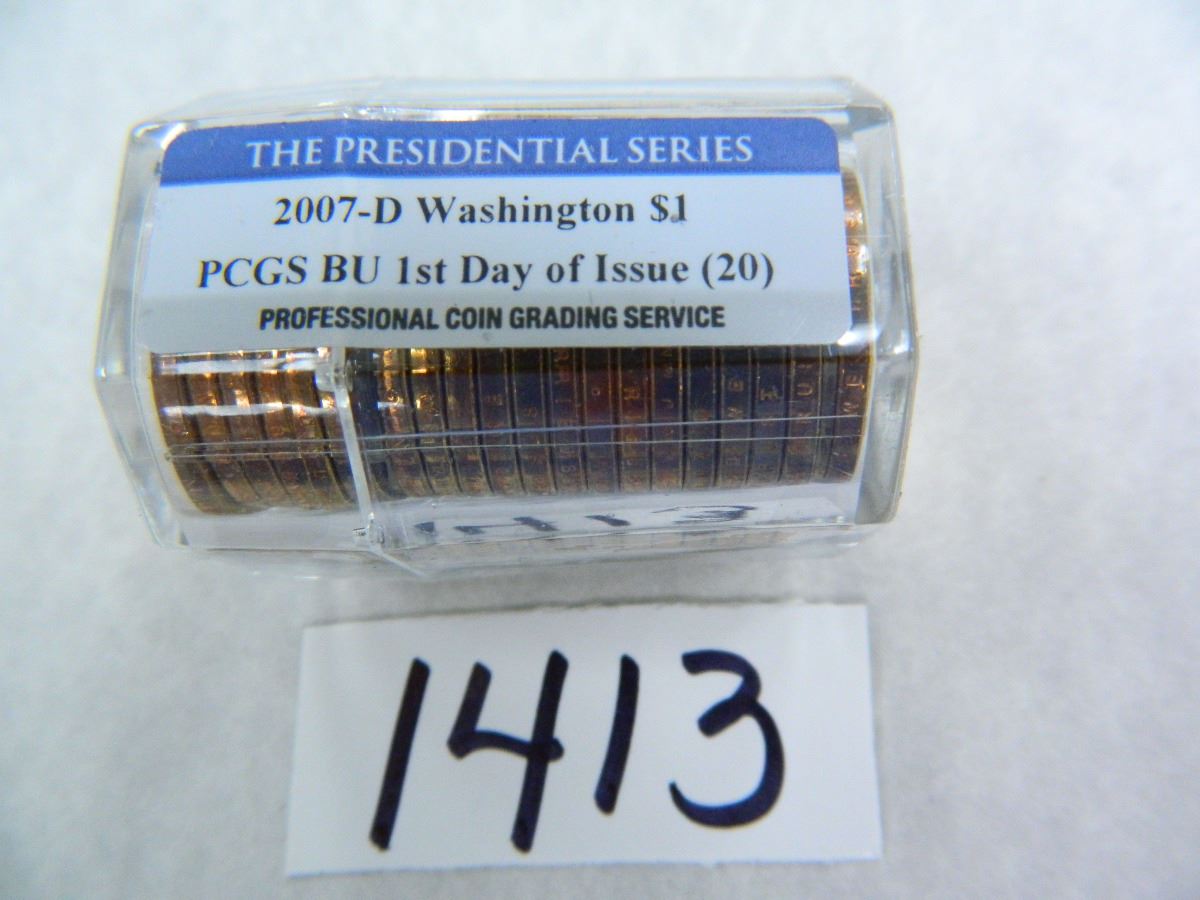 THE PRESIDENTIAL SERIES
2007-D Washington $1
PCGS BU 1st Day of Issue (20)
PROFESSIONAL COIN GRADING SERVICE
1413